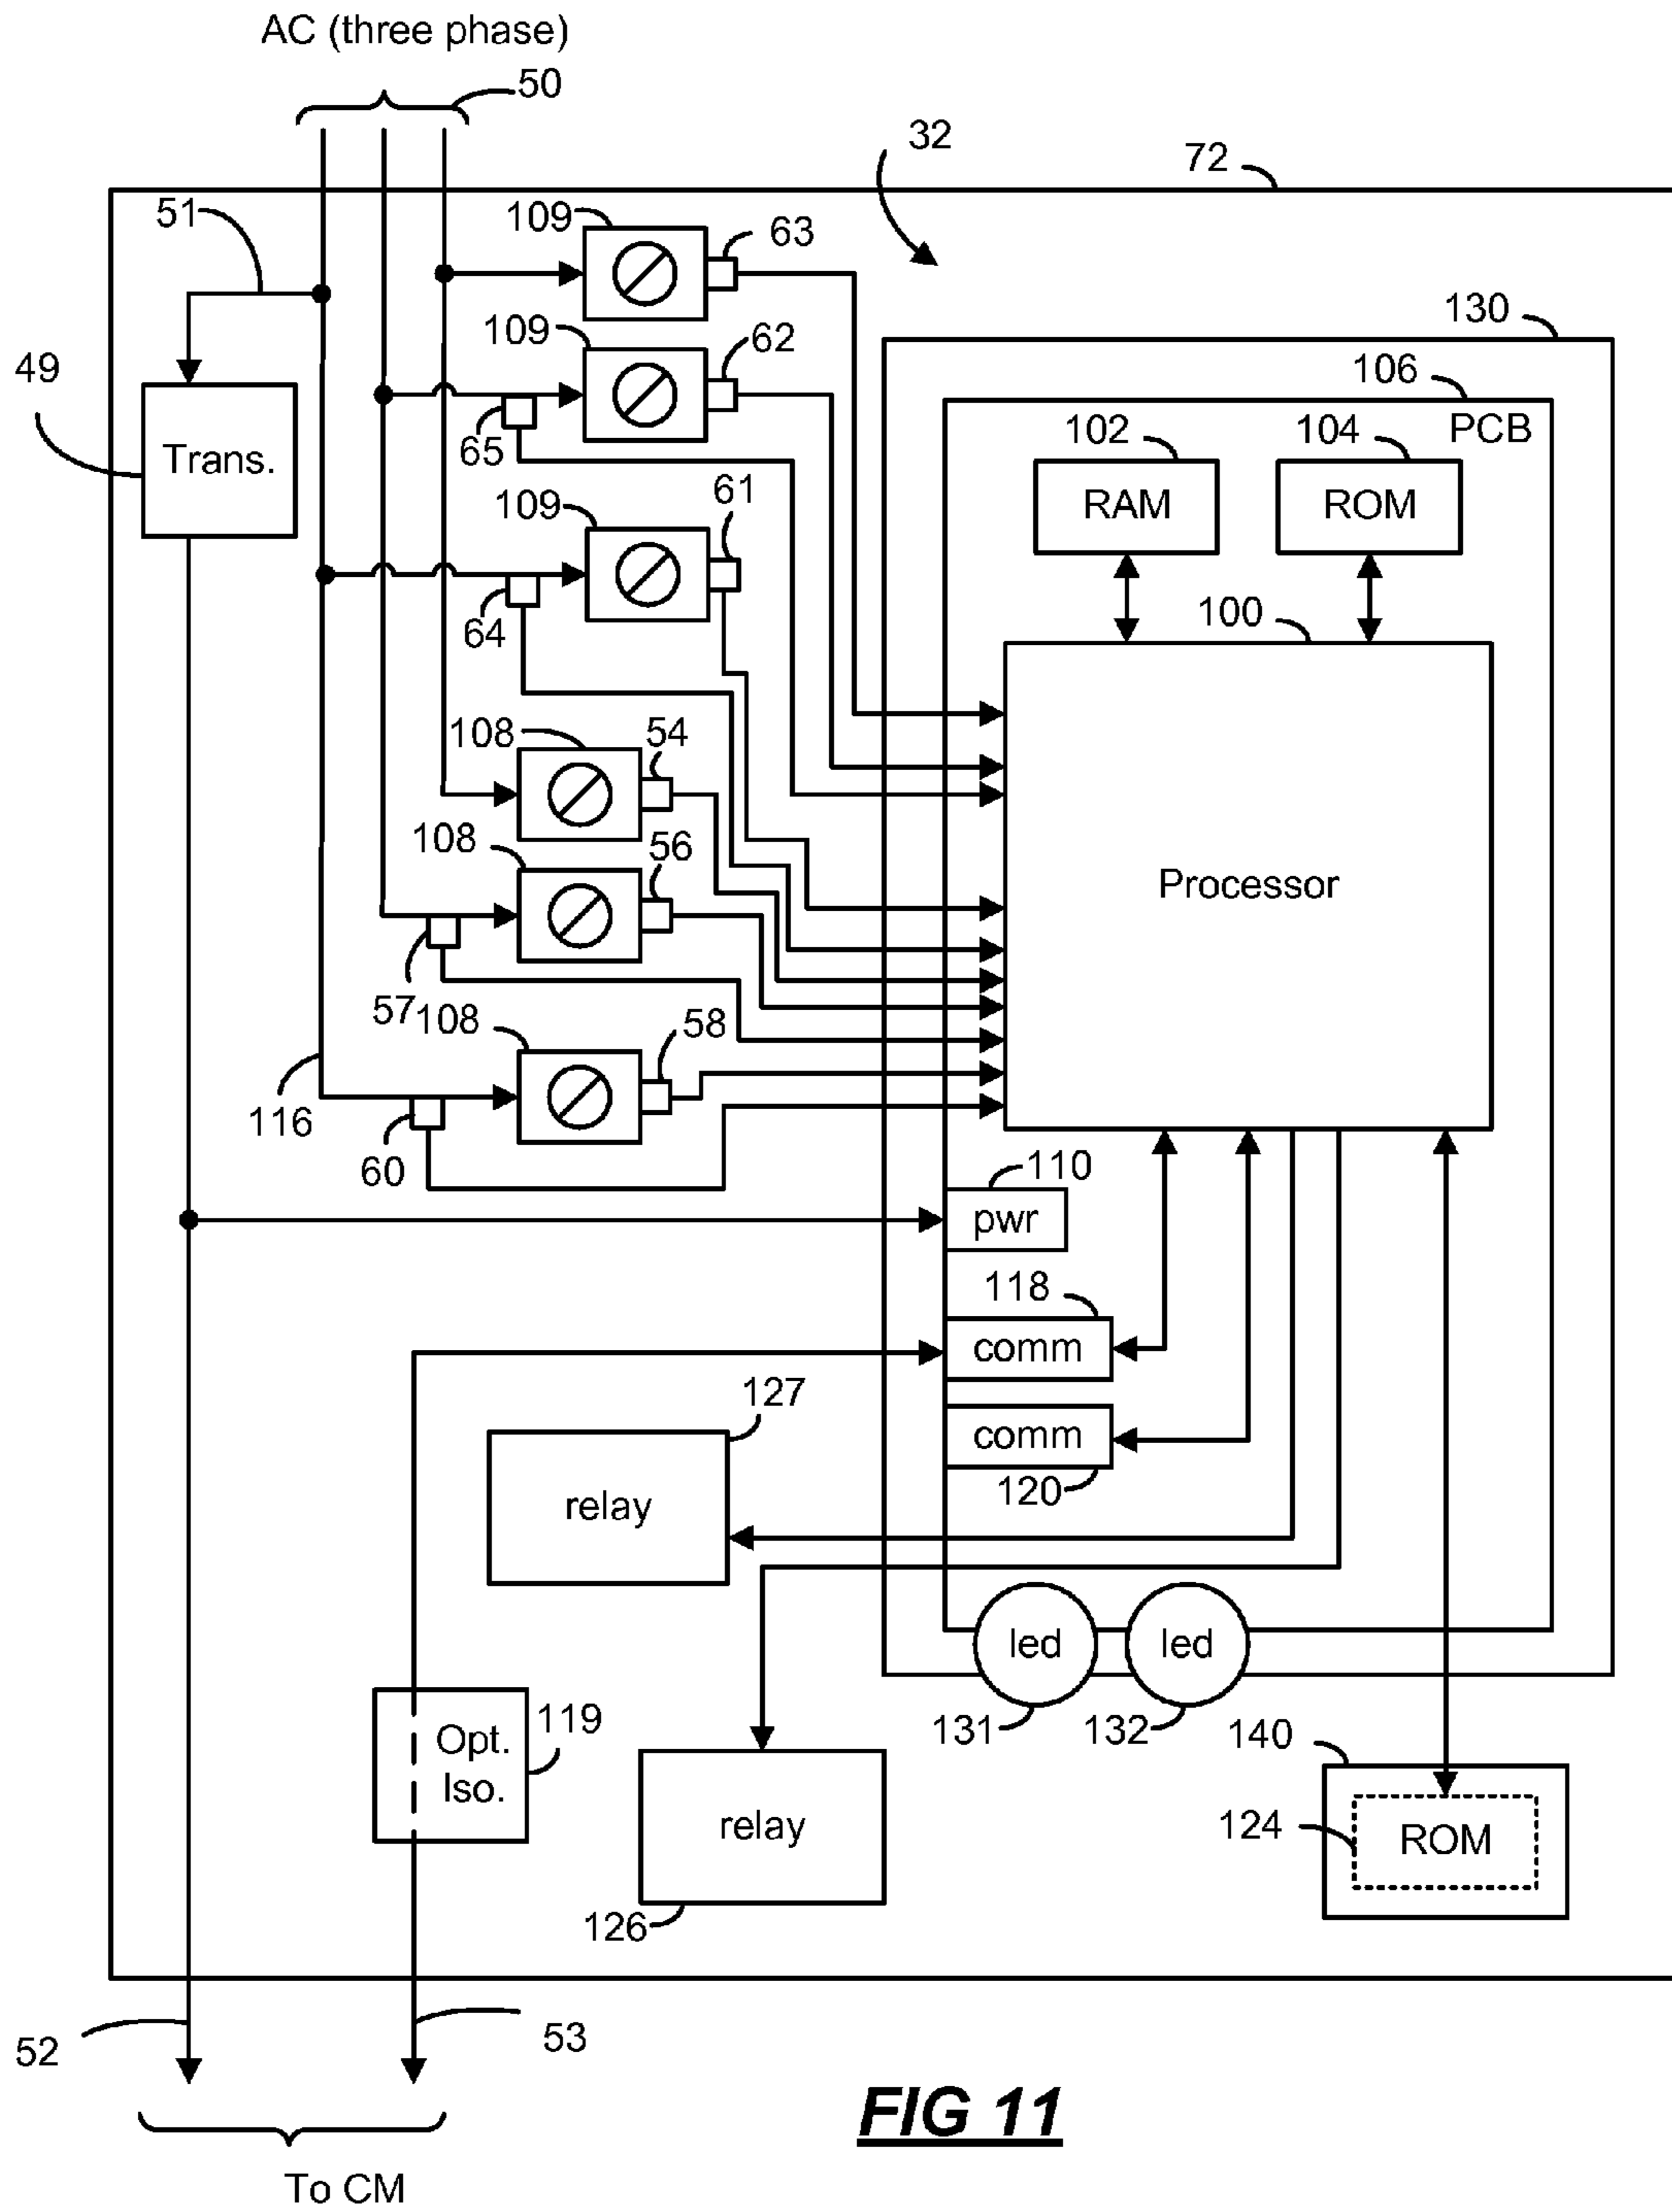 AC (three phase)
50
32
72
51
109
63
130
109
62
49
106
PCB
65
102
104
Trans.
RAM
ROM
109
61
64
100
108
54
108
56
Processor
57
108
58
116
60
110
pwr
118
comm
127
comm
120
relay
led
led
131
132
140
119
Opt.
Iso.
124
ROM
relay
126
52
53
FIG 11
To CM